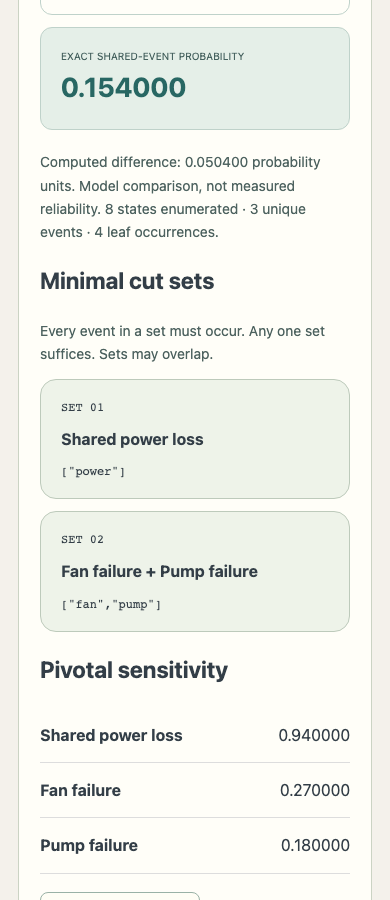 EXACT SHARED-EVENT PROBABILITY
0.154000
Computed difference: 0.050400 probability
units. Model comparison, not measured
reliability. 8 states enumerated · 3 unique
events · 4 leaf occurrences.
Minimal cut sets
Every event in a set must occur. Any one set
suffices. Sets may overlap.
SET 01
Shared power loss
["power"]
SET 02
Fan failure + Pump failure
["fan","pump"]
Pivotal sensitivity
Shared power loss 0.940000
Fan failure 0.270000
Pump failure 0.180000